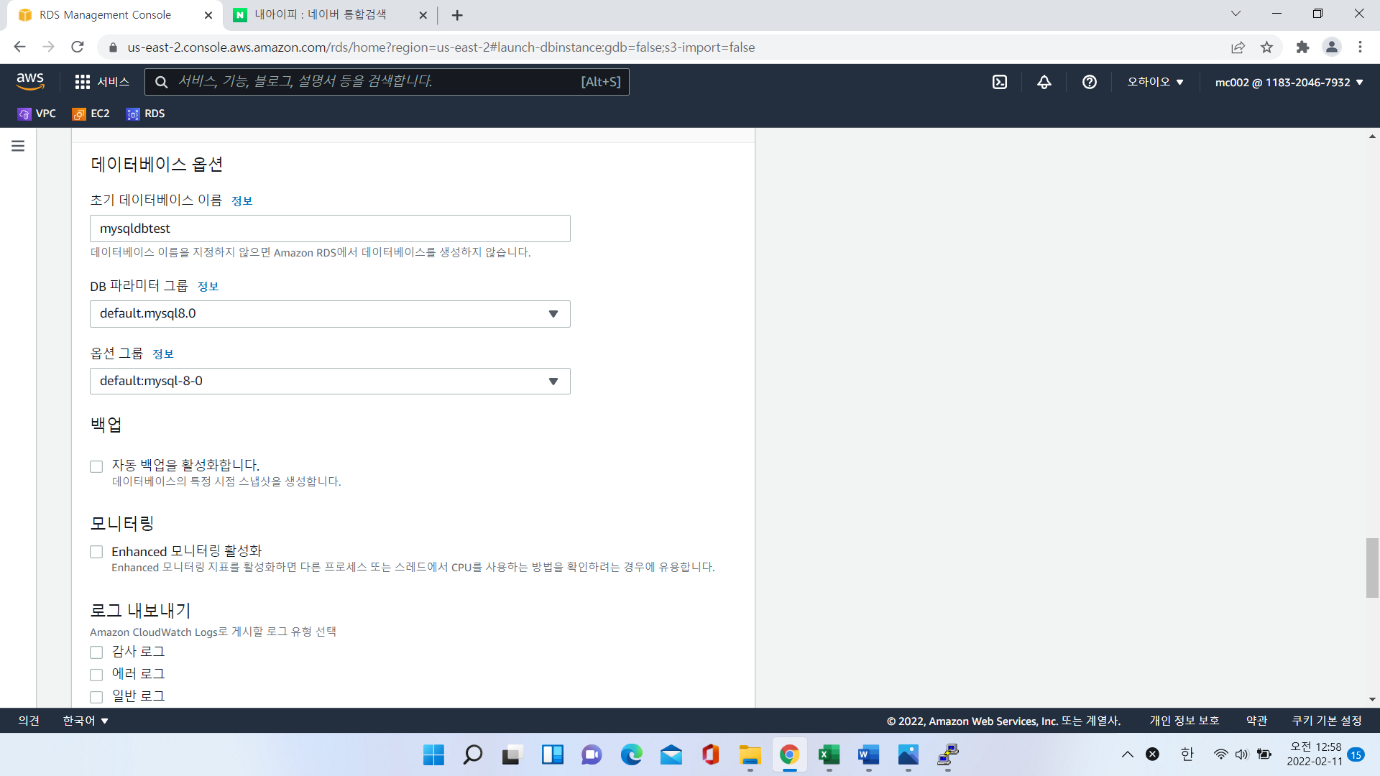 RDS Management Console
내아이피 : 네이버 통합검색
us-east-2.console.aws.amazon.com/rds/home?region=us-east-2#launch-dbinstance:gdb=false;s3-import=false
aws 서비스 서비스, 기능, 블로그, 설명서 등을 검색합니다. [Alt+S] 오하이오 mc002 @ 1183-2046-7932
VPC EC2 RDS
데이터베이스 옵션
초기 데이터베이스 이름 정보
mysqldbtest
데이터베이스 이름을 지정하지 않으면 Amazon RDS에서 데이터베이스를 생성하지 않습니다.
DB 파라미터 그룹 정보
default.mysql8.0
옵션 그룹 정보
default:mysql-8-0
백업
자동 백업을 활성화합니다.
데이터베이스의 특정 시점 스냅샷을 생성합니다.
모니터링
Enhanced 모니터링 활성화
Enhanced 모니터링 지표를 활성화하면 다른 프로세스 또는 스레드에서 CPU를 사용하는 방법을 확인하려는 경우에 유용합니다.
로그 내보내기
Amazon CloudWatch Logs로 게시할 로그 유형 선택
감사 로그
에러 로그
일반 로그
의견 한국어 © 2022, Amazon Web Services, Inc. 또는 계열사. 개인 정보 보호 약관 쿠키 기본 설정
한 오전 12:58
2022-02-11 15